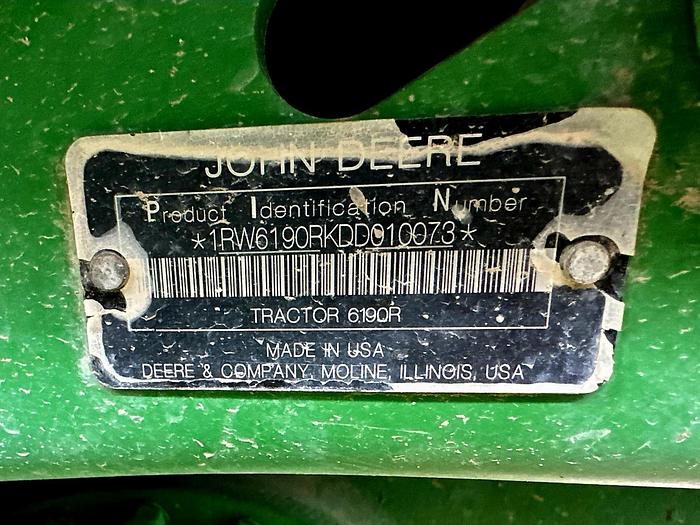 JOHN DEERE
Product Identification Number
*1RW6190RKDD010073*
TRACTOR 6190R
MADE IN USA
DEERE & COMPANY, MOLINE, ILLINOIS, USA